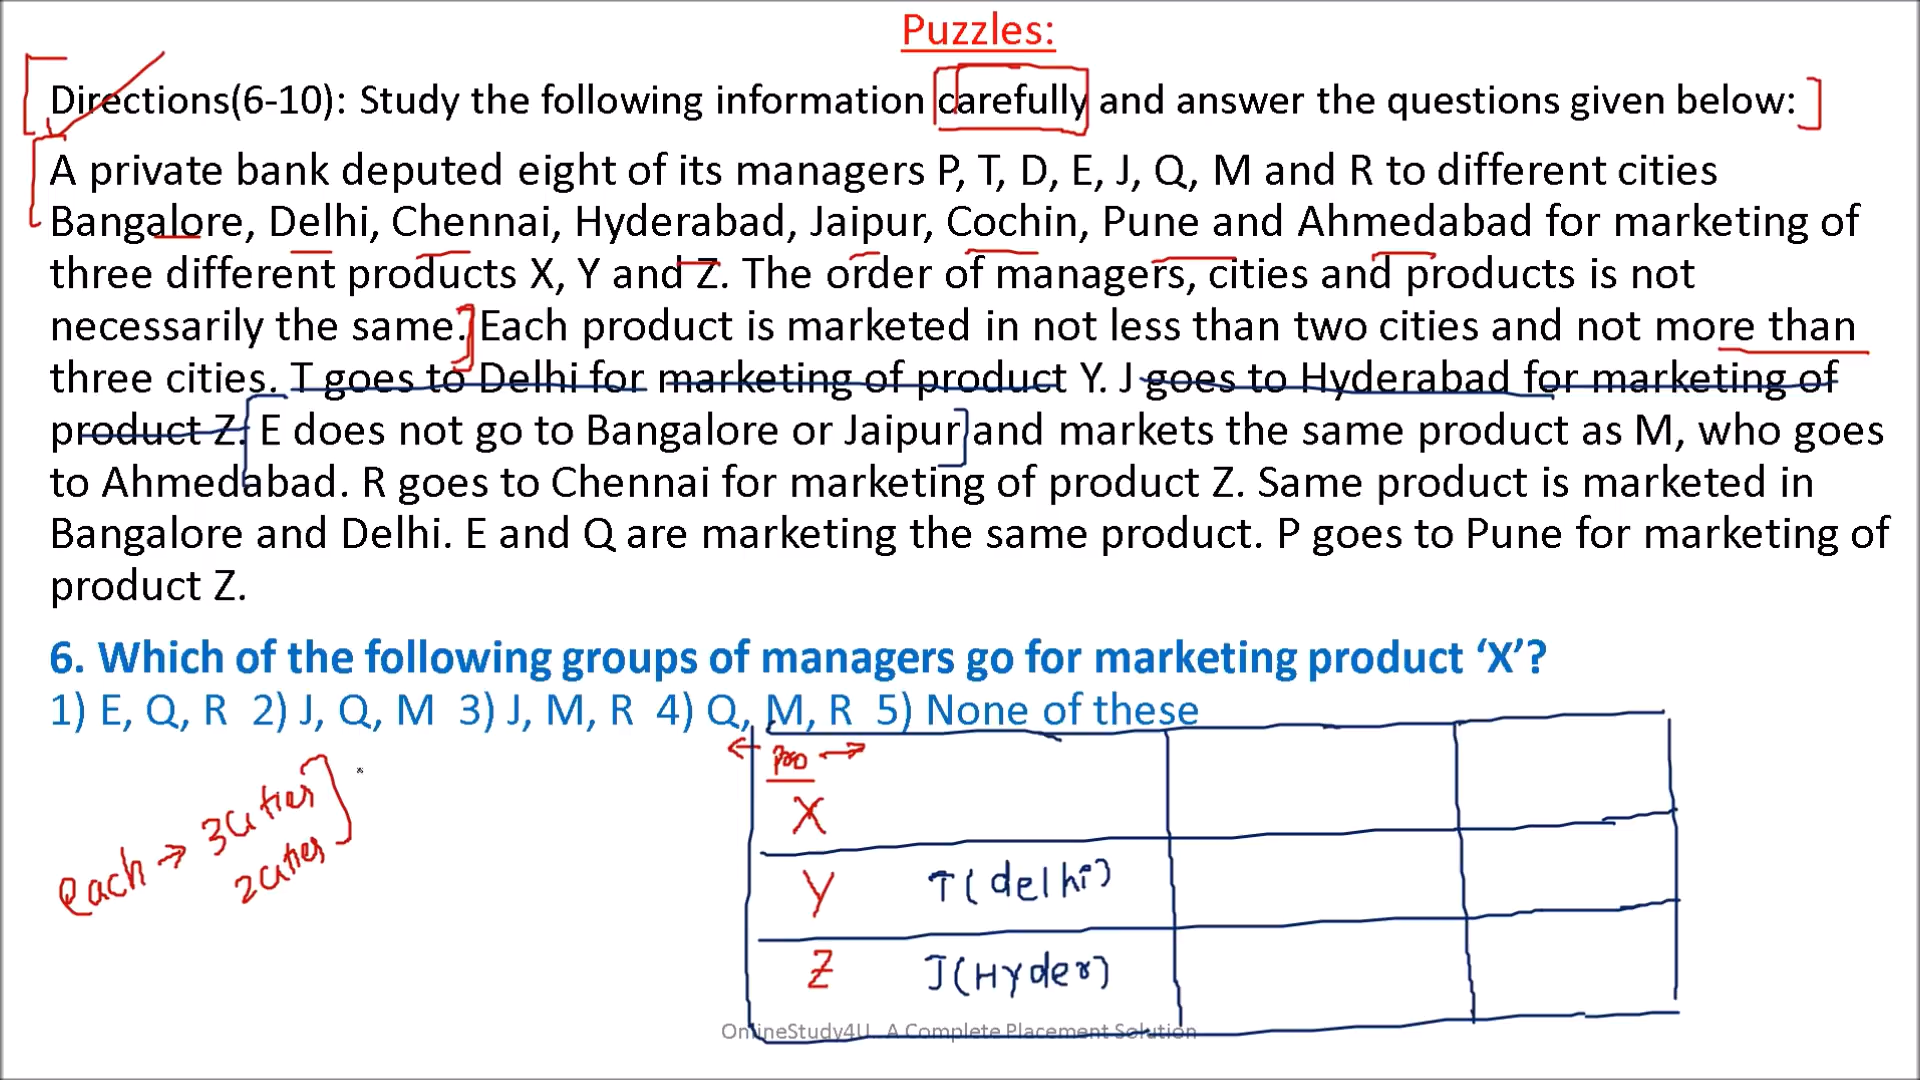 Puzzles:
Directions(6-10): Study the following information carefully and answer the questions given below:
A private bank deputed eight of its managers P, T, D, E, J, Q, M and R to different cities
Bangalore, Delhi, Chennai, Hyderabad, Jaipur, Cochin, Pune and Ahmedabad for marketing of
three different products X, Y and Z. The order of managers, cities and products is not
necessarily the same. Each product is marketed in not less than two cities and not more than
three cities. T goes to Delhi for marketing of product Y. J goes to Hyderabad for marketing of
product Z. E does not go to Bangalore or Jaipur and markets the same product as M, who goes
to Ahmedabad. R goes to Chennai for marketing of product Z. Same product is marketed in
Bangalore and Delhi. E and Q are marketing the same product. P goes to Pune for marketing of
product Z.
6. Which of the following groups of managers go for marketing product ‘X’?
1) E, Q, R 2) J, Q, M 3) J, M, R 4) Q, M, R 5) None of these
Pro
X
each → 3 Cities
2 Cities
Y T(delhi)
Z J(Hyder)
OnlineStudy4U . A Complete Placement Solution